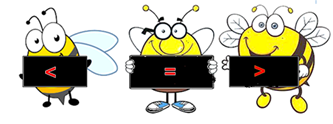 < = >